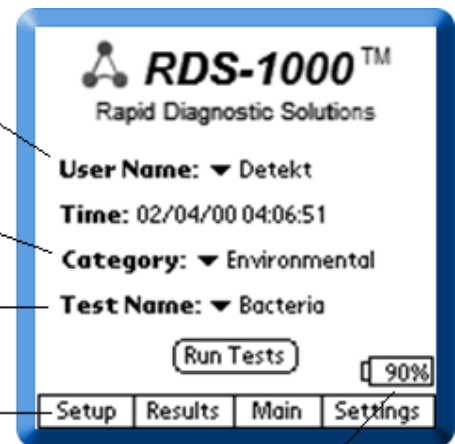 RDS-1000™
Rapid Diagnostic Solutions
User Name: Detekt
Time: 02/04/00 04:06:51
Category: Environmental
Test Name: Bacteria
Run Tests
90%
Setup Results Main Settings